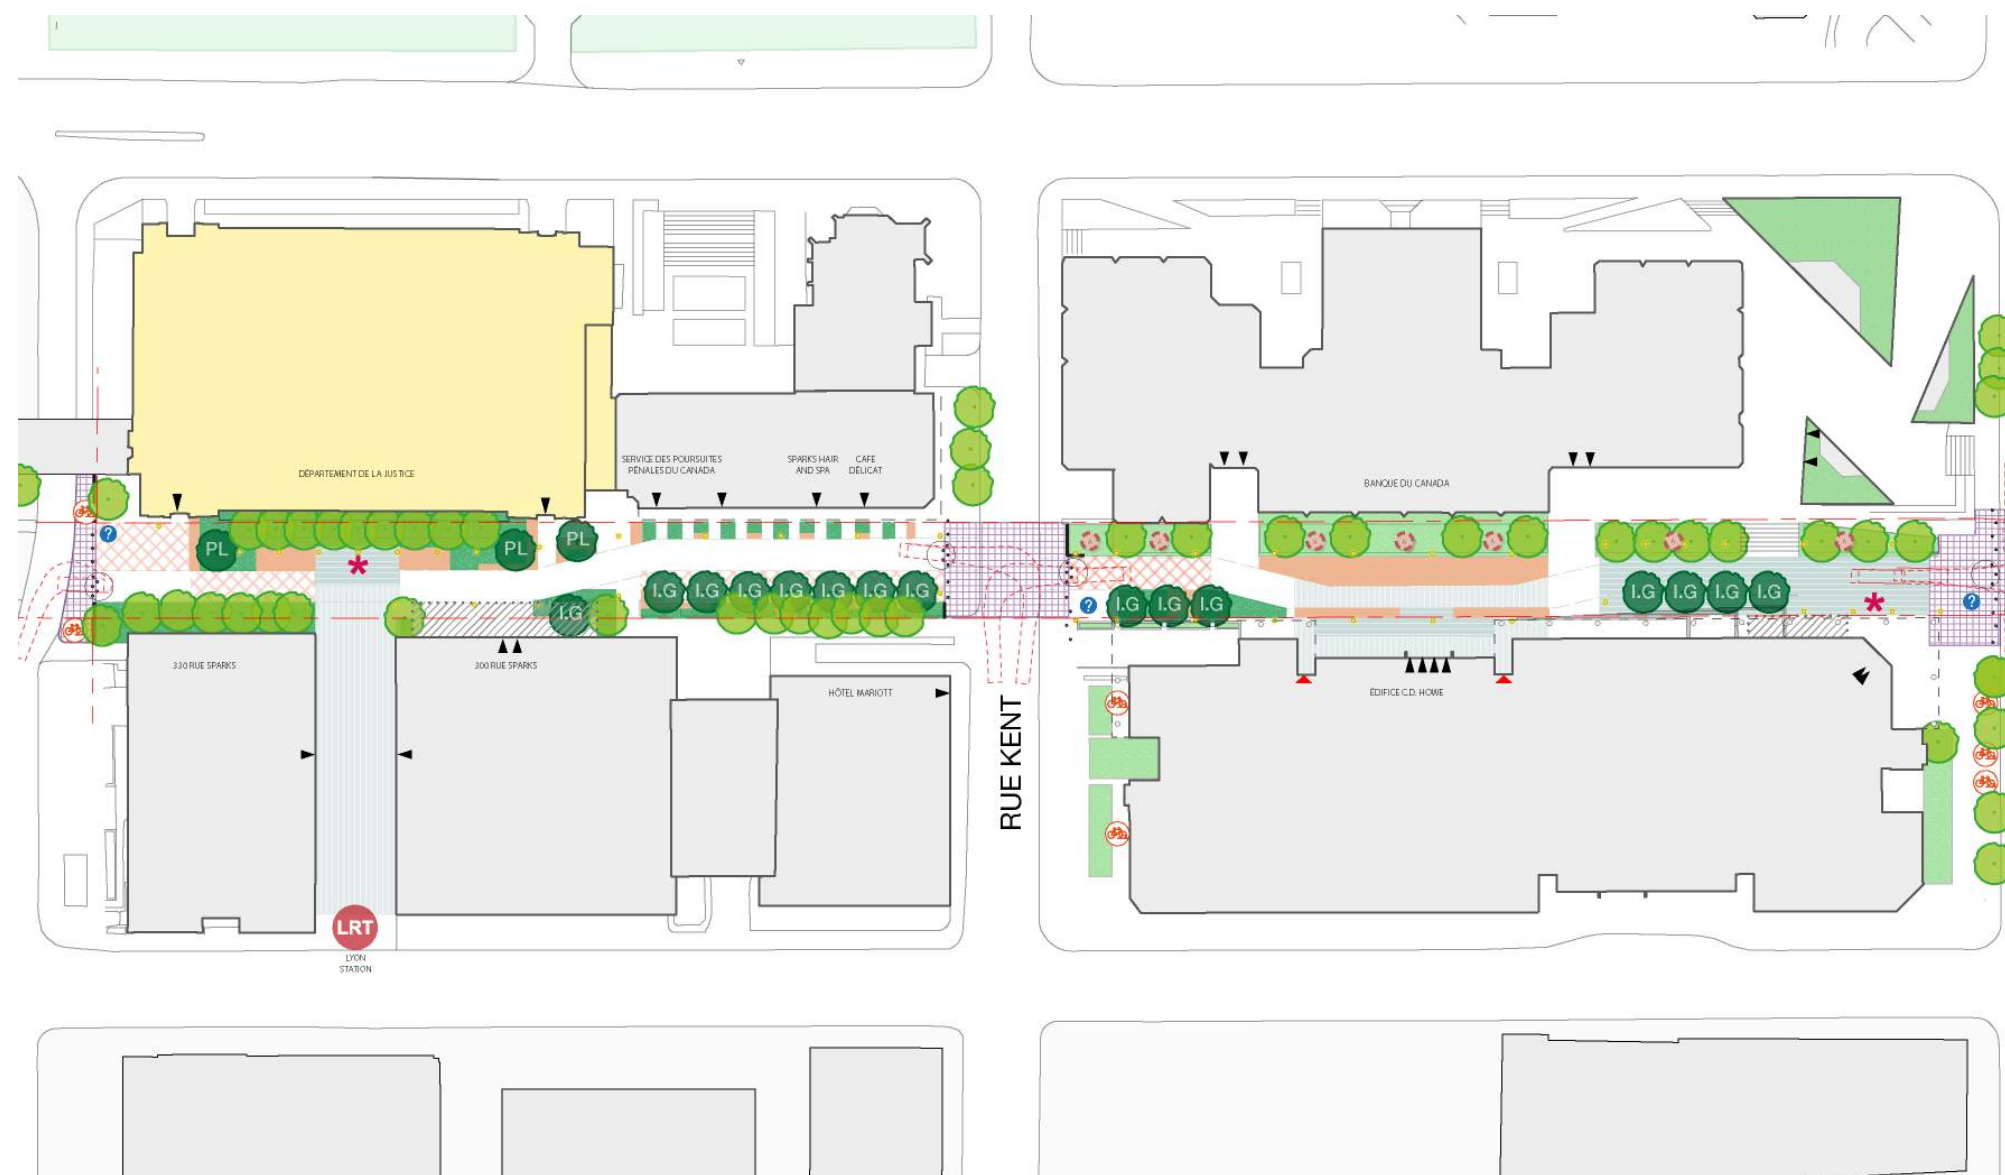 DÉPARTEMENT DE LA JUSTICE
SERVICE DES POURSUITES
PÉNALES DU CANADA
SPARKS HAIR
AND SPA
CAFE
DÉLICAT
BANQUE DU CANADA
PL
PL
PL
?
I.G
I.G
I.G
I.G
I.G
I.G
I.G
I.G
?
I.G
I.G
I.G
I.G
I.G
I.G
I.G
?
330 RUE SPARKS
300 RUE SPARKS
HÔTEL MARIOTT
ÉDIFICE C.D. HOWE
RUE KENT
LRT
LYON
STATION